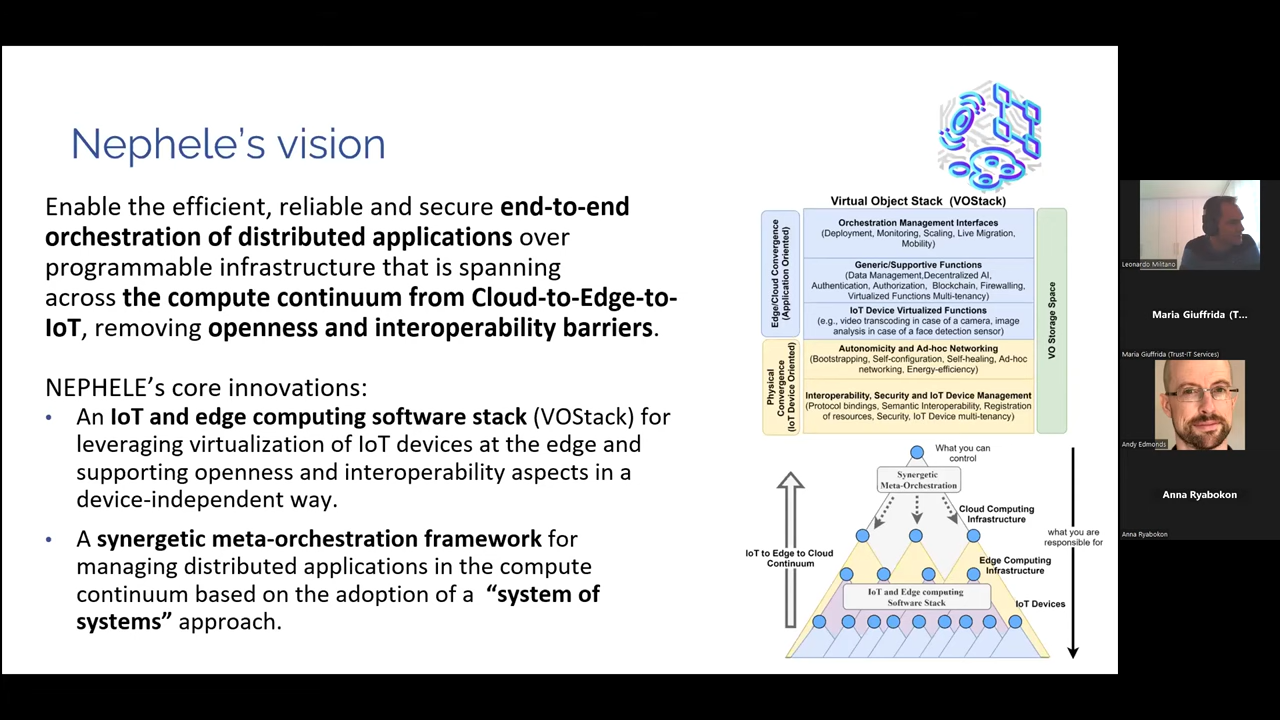 Nephele's vision
Enable the efficient, reliable and secure end-to-end
orchestration of distributed applications over
programmable infrastructure that is spanning
across the compute continuum from Cloud-to-Edge-to-
IoT, removing openness and interoperability barriers.
NEPHELE's core innovations:
• An IoT and edge computing software stack (VOStack) for
leveraging virtualization of IoT devices at the edge and
supporting openness and interoperability aspects in a
device-independent way.
• A synergetic meta-orchestration framework for
managing distributed applications in the compute
continuum based on the adoption of a “system of
systems” approach.
Virtual Object Stack (VOStack)
Edge/Cloud Convergence
(Application Oriented)
Orchestration Management Interfaces
(Deployment, Monitoring, Scaling, Live Migration,
Mobility)
Generic/Supportive Functions
(Data Management,Decentralized AI,
Authentication, Authorization, Blockchain, Firewalling,
Virtualized Functions Multi-tenancy)
IoT Device Virtualized Functions
(e.g., video transcoding in case of a camera, image
analysis in case of a face detection sensor)
Physical
Convergence
(IoT Device Oriented)
Autonomicity and Ad-hoc Networking
(Bootstrapping, Self-configuration, Self-healing, Ad-hoc
networking, Energy-efficiency)
Interoperability, Security and IoT Device Management
(Protocol bindings, Semantic Interoperability, Registration
of resources, Security, IoT Device multi-tenancy)
VO Storage Space
What you can
control
Synergetic
Meta-Orchestration
Cloud Computing
Infrastructure
what you are
responsible for
IoT to Edge to Cloud
Continuum
Edge Computing
Infrastructure
IoT and Edge computing
Software Stack
IoT Devices
Leonardo Militano
Maria Giuffrida (T...
Maria Giuffrida (Trust-IT Services)
Andy Edmonds
Anna Ryabokon
Anna Ryabokon